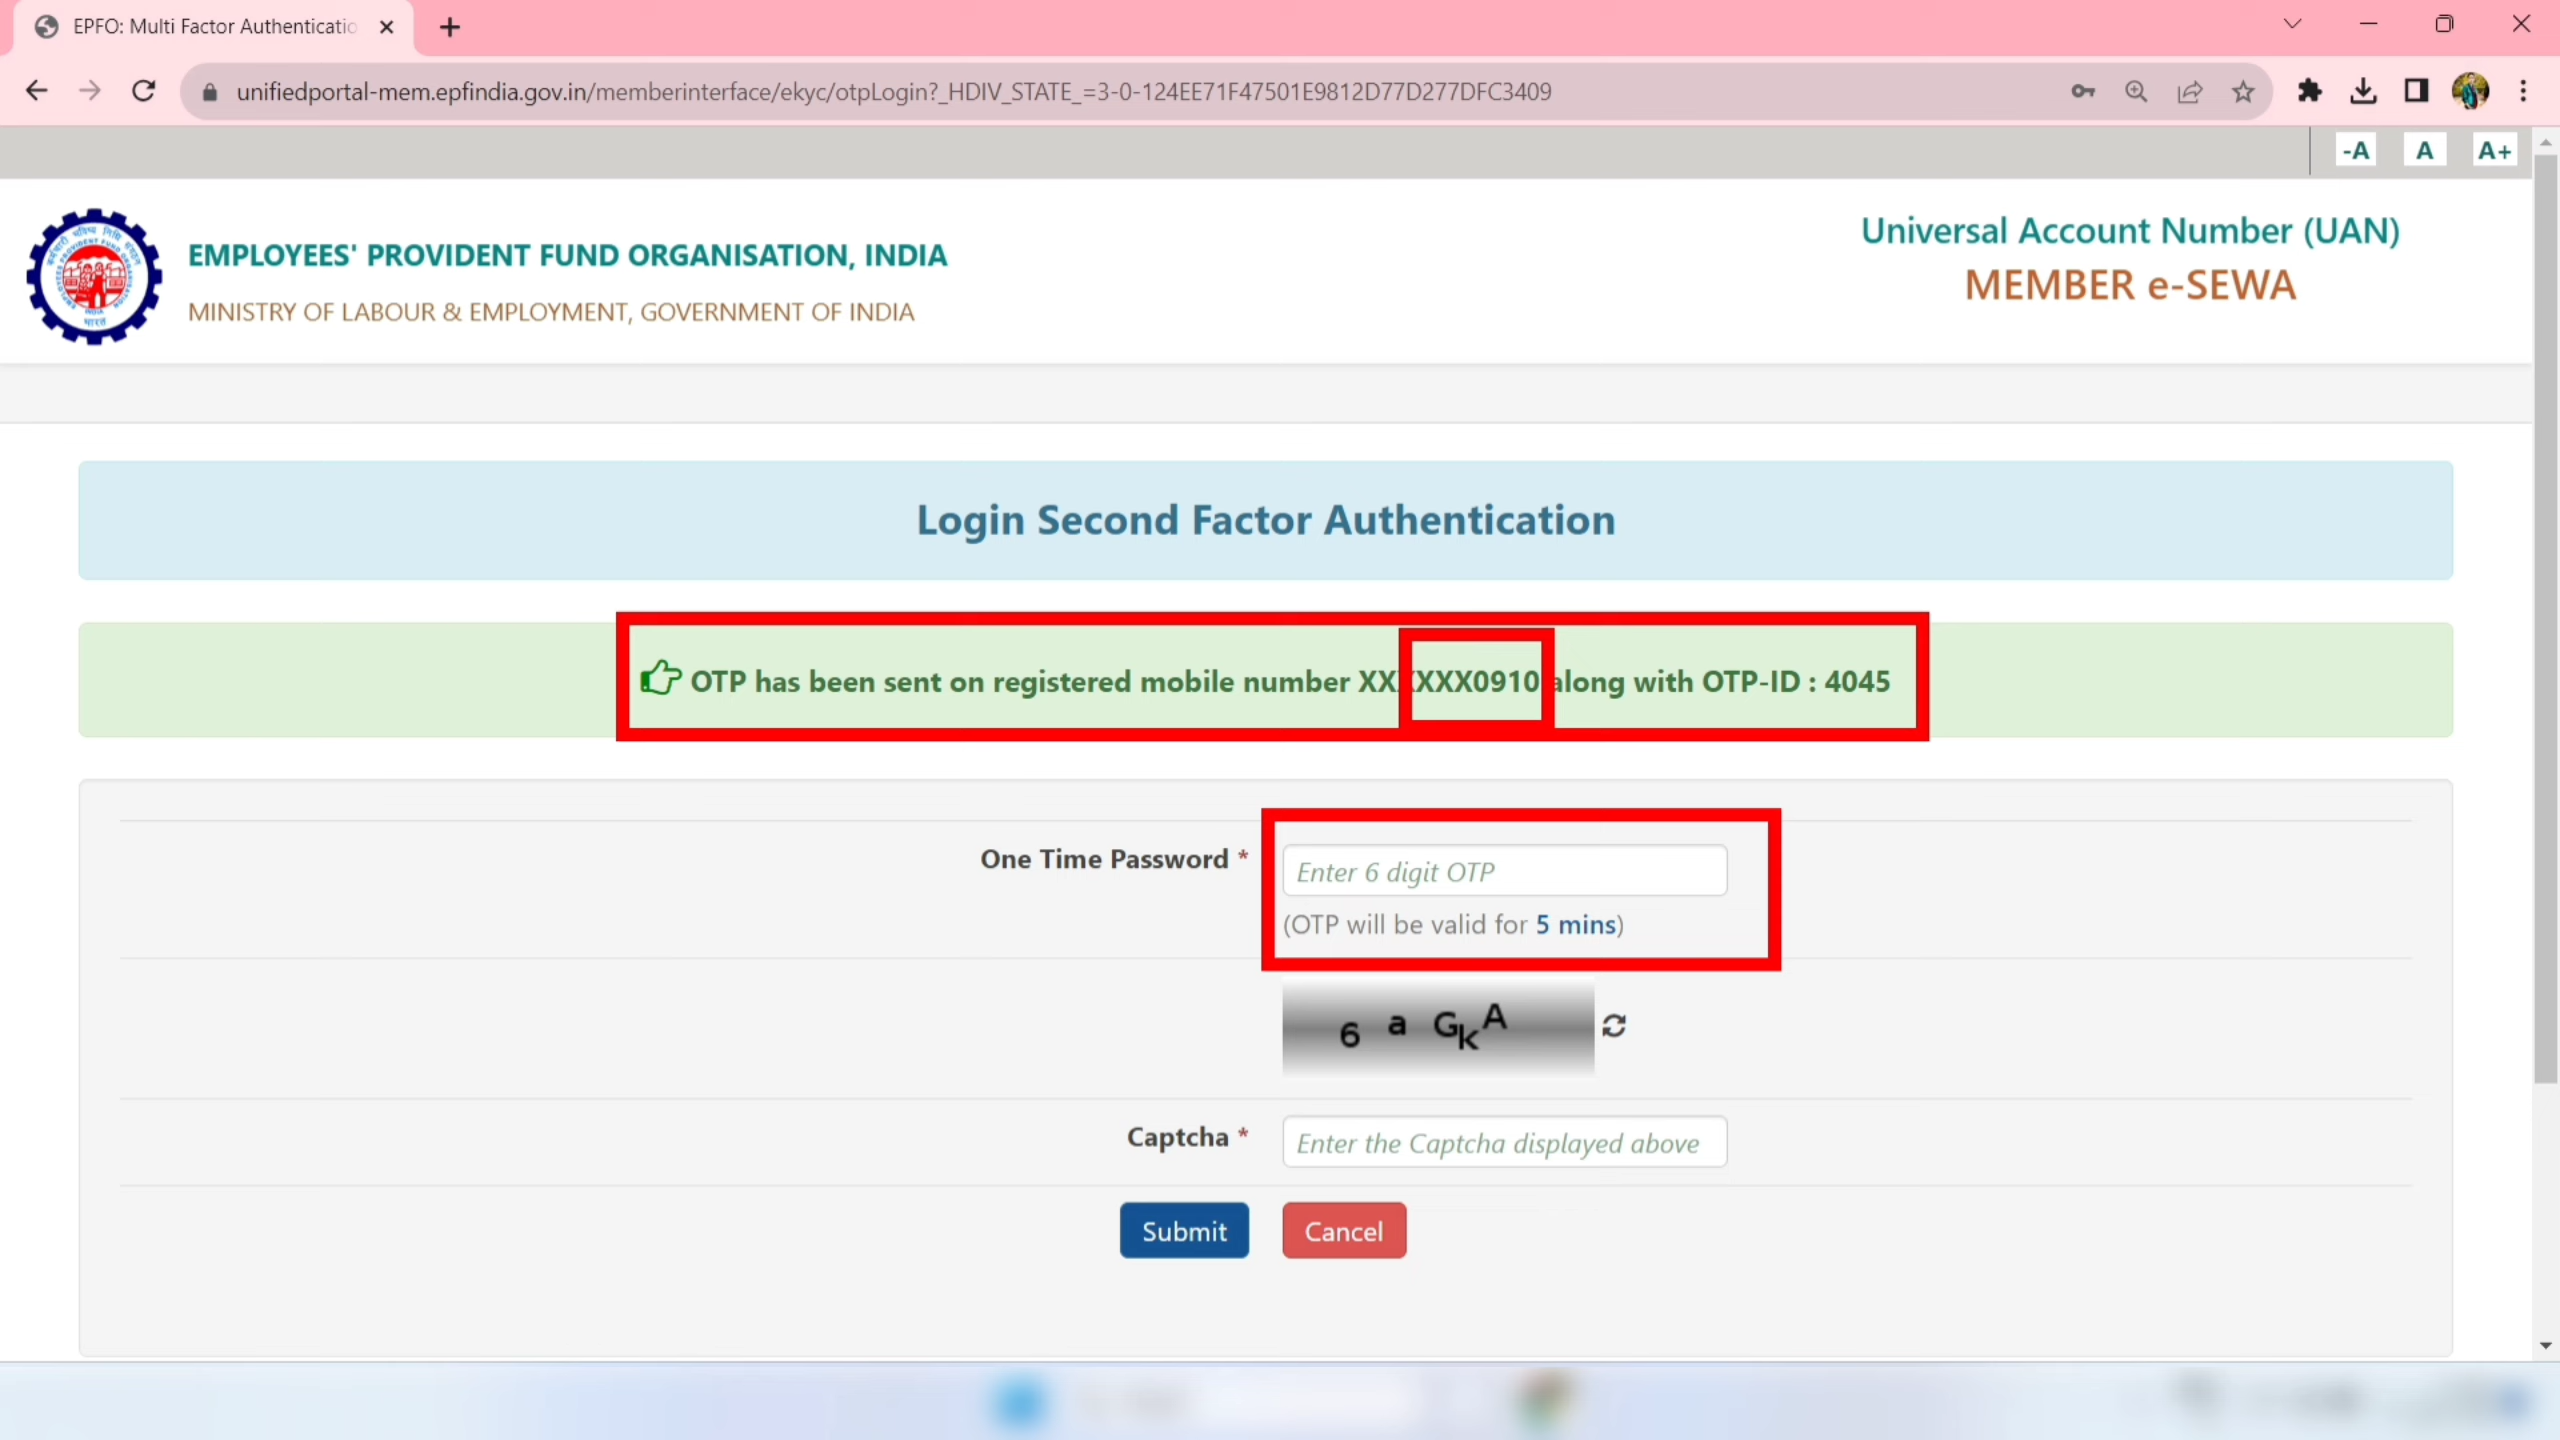 EPFO: Multi Factor Authenticatio
unifiedportal-mem.epfindia.gov.in/memberinterface/ekyc/otpLogin?_HDIV_STATE_=3-0-124EE71F47501E9812D77D277DFC3409
-A A A+
EMPLOYEES' PROVIDENT FUND ORGANISATION, INDIA
MINISTRY OF LABOUR & EMPLOYMENT, GOVERNMENT OF INDIA
Universal Account Number (UAN)
MEMBER e-SEWA
Login Second Factor Authentication
OTP has been sent on registered mobile number XXXXXX0910 along with OTP-ID : 4045
One Time Password *
Enter 6 digit OTP
(OTP will be valid for 5 mins)
6 a G k A
Captcha *
Enter the Captcha displayed above
Submit
Cancel